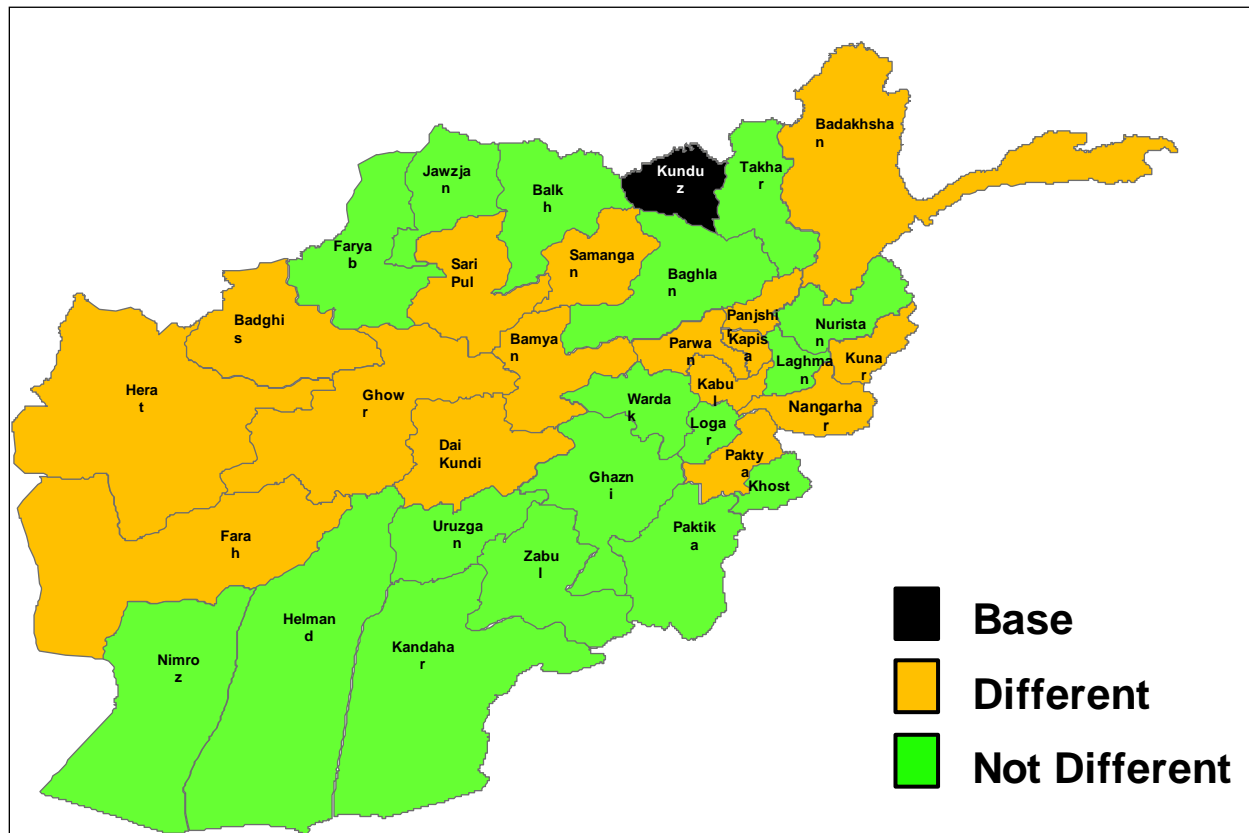 Badakhsha
n
Jawzja
n
Balk
h
Kundu
z
Takha
r
Farya
b
Sari
Pul
Samanga
n
Baghla
n
Badghi
s
Bamya
n
Panjshi
r
Nurista
n
Parwa
n
Kapis
a
Laghma
n
Kuna
r
Hera
t
Ghow
r
Kabu
l
Warda
k
Nangarha
r
Loga
r
Dai
Kundi
Pakty
a
Ghazn
i
Khost
Fara
h
Uruzga
n
Zabu
l
Paktik
a
Helman
d
Nimro
z
Kandaha
r
Base
Different
Not Different